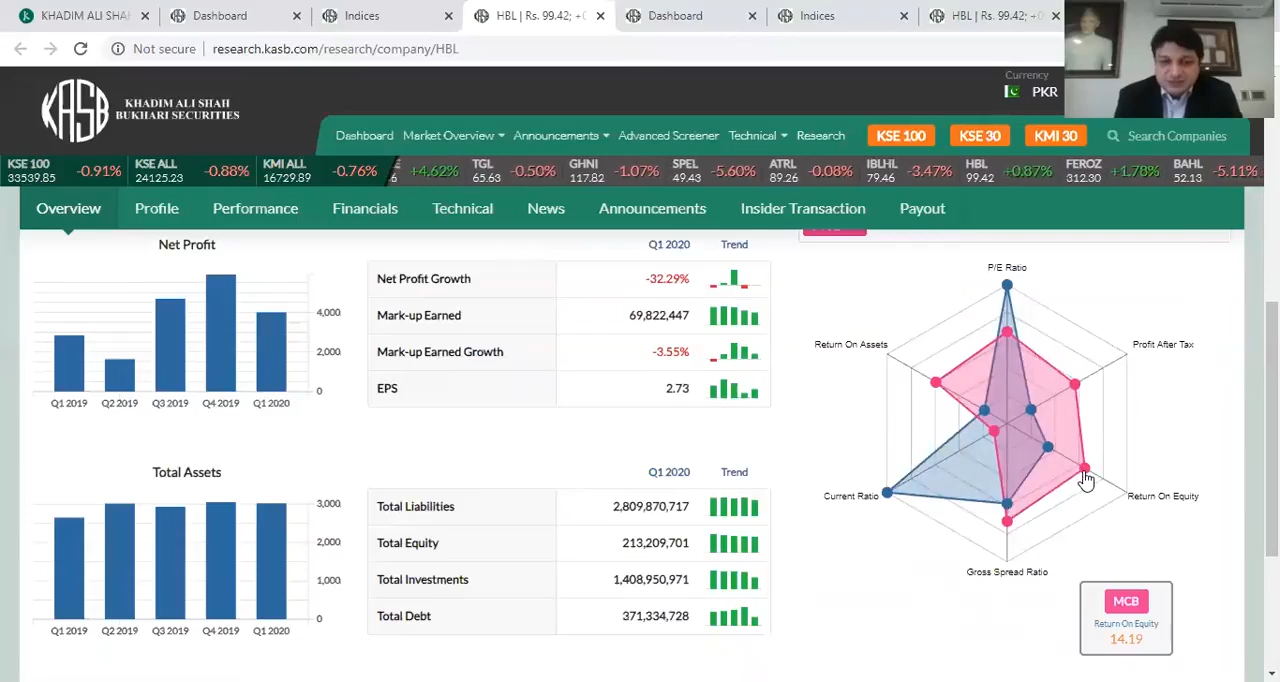 KHADIM ALI SHAH
Dashboard
Indices
HBL | Rs. 99.42; +0
Dashboard
Indices
HBL | Rs. 99.42; +0
Not secure | research.kasb.com/research/company/HBL
KASB
KHADIM ALI SHAH
BUKHARI SECURITIES
Currency
PKR
Dashboard Market Overview Announcements Advanced Screener Technical Research KSE 100 KSE 30 KMI 30 Search Companies
KSE 100 33539.85 -0.91%
KSE ALL 24125.23 -0.88%
KMI ALL 16729.89 -0.76%
+4.62%
TGL 65.63 -0.50%
GHNI 117.82 -1.07%
SPEL 49.43 -5.60%
ATRL 89.26 -0.08%
IBLHL 79.46 -3.47%
HBL 99.42 +0.87%
FEROZ 312.30 +1.78%
BAHL 52.13 -5.11%
Overview Profile Performance Financials Technical News Announcements Insider Transaction Payout
Net Profit
4,000
2,000
0
Q1 2019 Q2 2019 Q3 2019 Q4 2019 Q1 2020
Q1 2020 Trend
Net Profit Growth -32.29%
Mark-up Earned 69,822,447
Mark-up Earned Growth -3.55%
EPS 2.73
Total Assets
3,000
2,000
1,000
0
Q1 2019 Q2 2019 Q3 2019 Q4 2019 Q1 2020
Q1 2020 Trend
Total Liabilities 2,809,870,717
Total Equity 213,209,701
Total Investments 1,408,950,971
Total Debt 371,334,728
P/E Ratio
Return On Assets
Profit After Tax
Current Ratio
Return On Equity
Gross Spread Ratio
MCB
Return On Equity
14.19